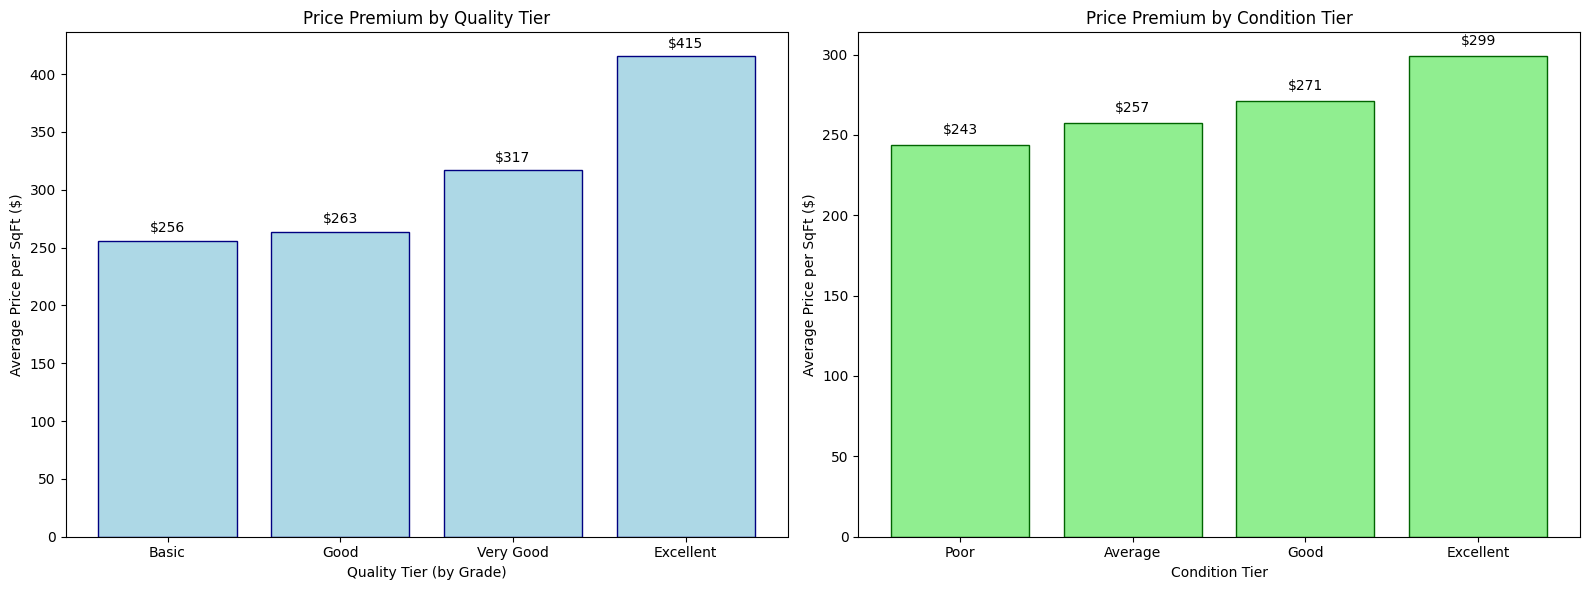 Price Premium by Quality Tier
Average Price per SqFt ($)
400
350
300
250
200
150
100
50
0
$256
$263
$317
$415
Basic
Good
Very Good
Excellent
Quality Tier (by Grade)
Price Premium by Condition Tier
Average Price per SqFt ($)
300
250
200
150
100
50
0
$243
$257
$271
$299
Poor
Average
Good
Excellent
Condition Tier